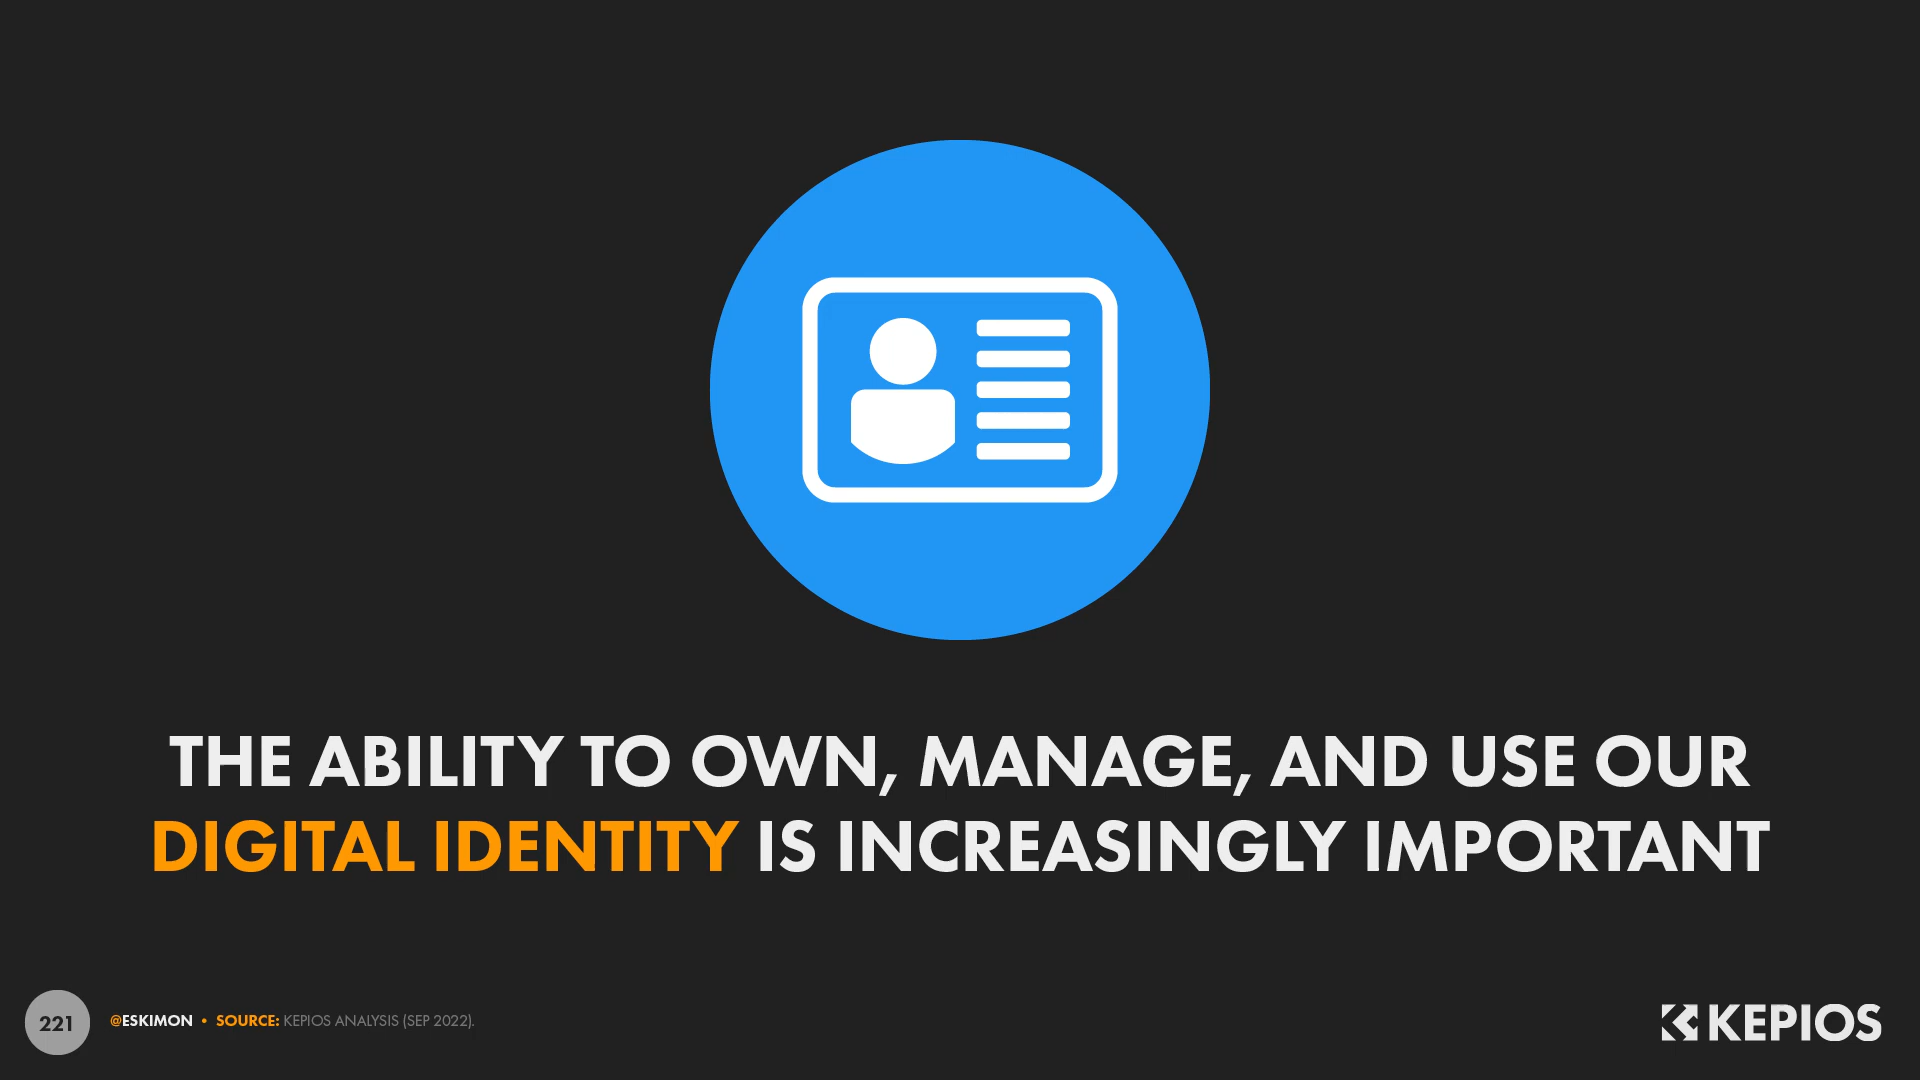 THE ABILITY TO OWN, MANAGE, AND USE OUR
DIGITAL IDENTITY IS INCREASINGLY IMPORTANT
221
@ESKIMON • SOURCE: KEPIOS ANALYSIS (SEP 2022).
KEPIOS